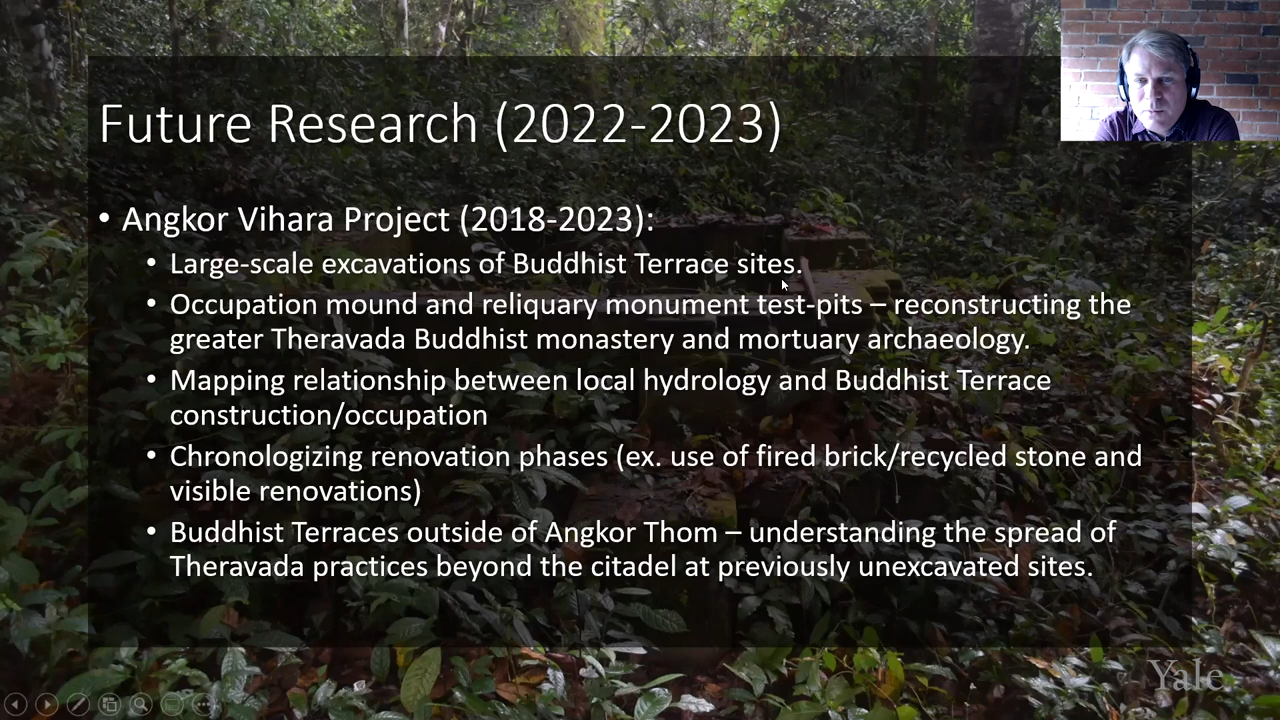 Future Research (2022-2023)
• Angkor Vihara Project (2018-2023):
• Large-scale excavations of Buddhist Terrace sites.
• Occupation mound and reliquary monument test-pits – reconstructing the
greater Theravada Buddhist monastery and mortuary archaeology.
• Mapping relationship between local hydrology and Buddhist Terrace
construction/occupation
• Chronologizing renovation phases (ex. use of fired brick/recycled stone and
visible renovations)
• Buddhist Terraces outside of Angkor Thom – understanding the spread of
Theravada practices beyond the citadel at previously unexcavated sites.
Yale